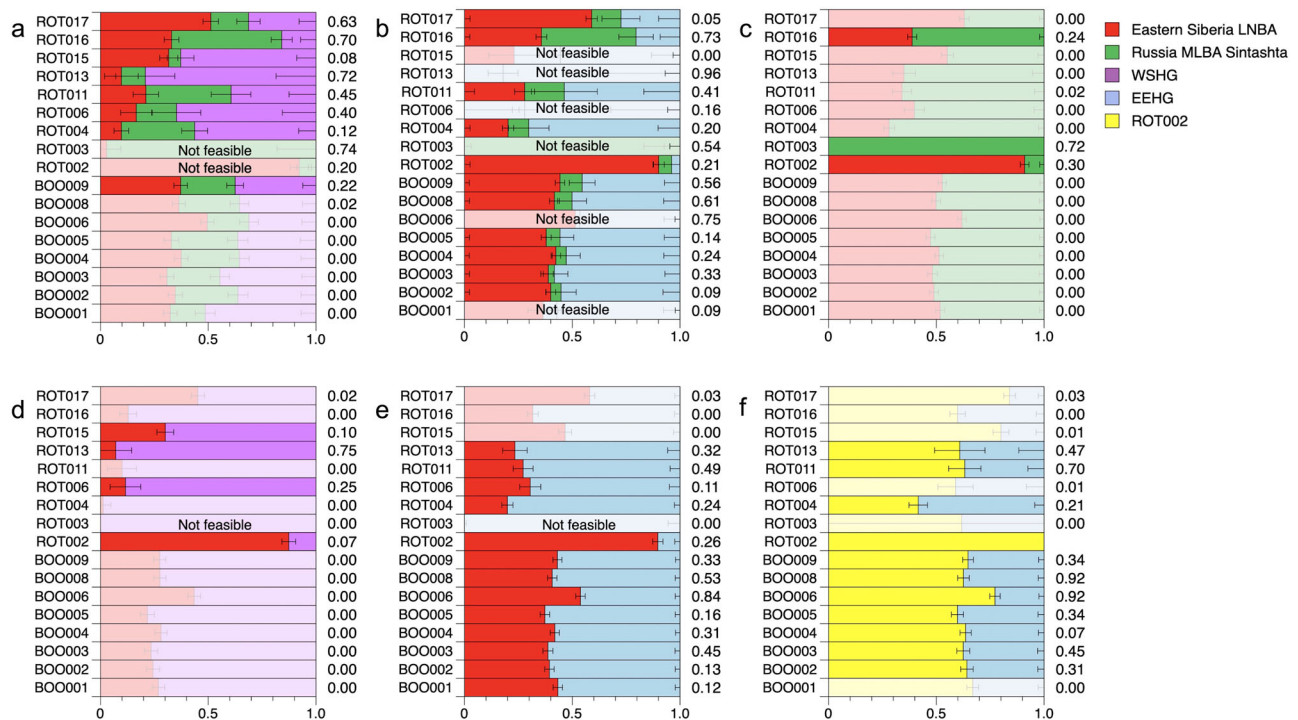 a
ROT017 0.63
ROT016 0.70
ROT015 0.08
ROT013 0.72
ROT011 0.45
ROT006 0.40
ROT004 0.12
ROT003 Not feasible 0.74
ROT002 Not feasible 0.20
BOO009 0.22
BOO008 0.02
BOO006 0.00
BOO005 0.00
BOO004 0.00
BOO003 0.00
BOO002 0.00
BOO001 0.00
0 0.5 1.0
b
ROT017 0.05
ROT016 0.73
ROT015 Not feasible 0.00
ROT013 Not feasible 0.96
ROT011 0.41
ROT006 Not feasible 0.16
ROT004 0.20
ROT003 Not feasible 0.54
ROT002 0.21
BOO009 0.56
BOO008 0.61
BOO006 Not feasible 0.75
BOO005 0.14
BOO004 0.24
BOO003 0.33
BOO002 0.09
BOO001 Not feasible 0.09
0 0.5 1.0
c
ROT017 0.00
ROT016 0.24
ROT015 0.00
ROT013 0.00
ROT011 0.02
ROT006 0.00
ROT004 0.00
ROT003 0.72
ROT002 0.30
BOO009 0.00
BOO008 0.00
BOO006 0.00
BOO005 0.00
BOO004 0.00
BOO003 0.00
BOO002 0.00
BOO001 0.00
0 0.5 1.0
Eastern Siberia LNBA
Russia MLBA Sintashta
WSHG
EEHG
ROT002
d
ROT017 0.02
ROT016 0.00
ROT015 0.10
ROT013 0.75
ROT011 0.00
ROT006 0.25
ROT004 0.00
ROT003 Not feasible 0.00
ROT002 0.07
BOO009 0.00
BOO008 0.00
BOO006 0.00
BOO005 0.00
BOO004 0.00
BOO003 0.00
BOO002 0.00
BOO001 0.00
0 0.5 1.0
e
ROT017 0.03
ROT016 0.00
ROT015 0.00
ROT013 0.32
ROT011 0.49
ROT006 0.11
ROT004 0.24
ROT003 Not feasible 0.00
ROT002 0.26
BOO009 0.33
BOO008 0.53
BOO006 0.84
BOO005 0.16
BOO004 0.31
BOO003 0.45
BOO002 0.13
BOO001 0.12
0 0.5 1.0
f
ROT017 0.03
ROT016 0.00
ROT015 0.01
ROT013 0.47
ROT011 0.70
ROT006 0.01
ROT004 0.21
ROT003 0.00
ROT002
BOO009 0.34
BOO008 0.92
BOO006 0.92
BOO005 0.34
BOO004 0.07
BOO003 0.45
BOO002 0.31
BOO001 0.00
0 0.5 1.0